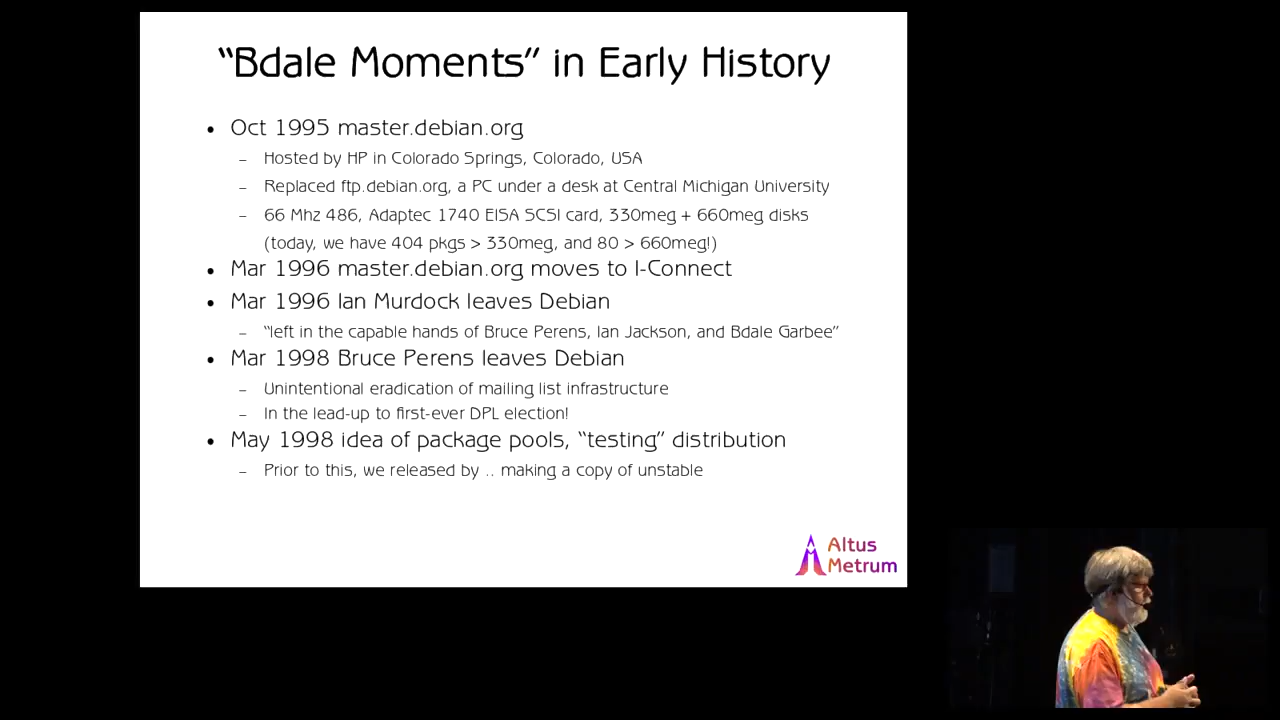 “Bdale Moments” in Early History
• Oct 1995 master.debian.org
– Hosted by HP in Colorado Springs, Colorado, USA
– Replaced ftp.debian.org, a PC under a desk at Central Michigan University
– 66 Mhz 486, Adaptec 1740 EISA SCSI card, 330meg + 660meg disks
(today, we have 404 pkgs > 330meg, and 80 > 660meg!)
• Mar 1996 master.debian.org moves to I-Connect
• Mar 1996 Ian Murdock leaves Debian
– “left in the capable hands of Bruce Perens, Ian Jackson, and Bdale Garbee”
• Mar 1998 Bruce Perens leaves Debian
– Unintentional eradication of mailing list infrastructure
– In the lead-up to first-ever DPL election!
• May 1998 idea of package pools, “testing” distribution
– Prior to this, we released by .. making a copy of unstable
Altus
Metrum